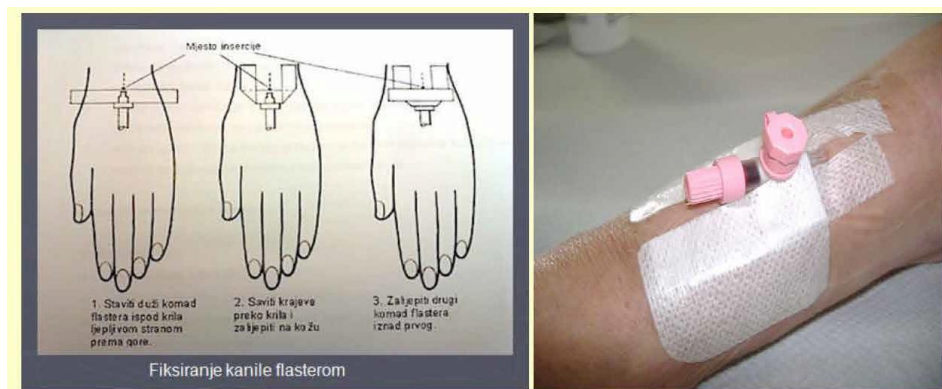 Mjesto insercije
1. Staviti duži komad
flastera ispod krila
ljepljivom stranom
prema gore.
2. Saviti krajeve
preko krila i
zalijepiti na kožu
3. Zalijepiti drugi
komad flastera
iznad prvog.
Fiksiranje kanile flasterom